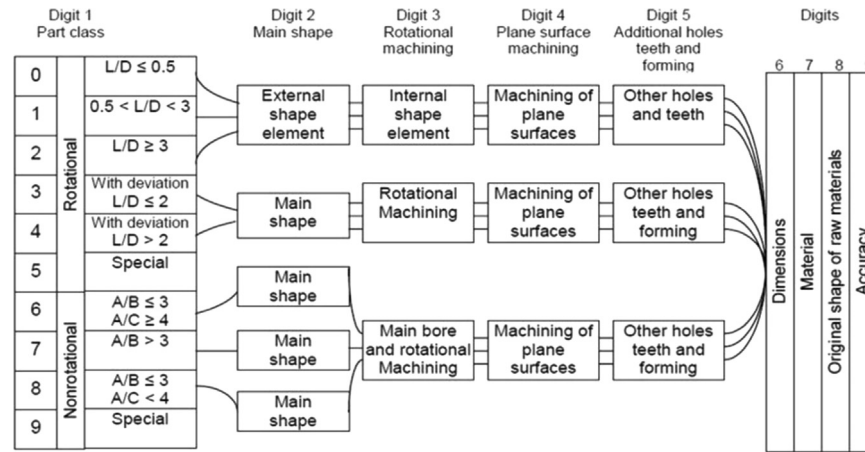 Digit 1
Part class
Digit 2
Main shape
Digit 3
Rotational
machining
Digit 4
Plane surface
machining
Digit 5
Additional holes
teeth and
forming
Digits
6
7
8
0
1
2
3
4
5
6
7
8
9
Rotational
Nonrotational
L/D ≤ 0.5
0.5 < L/D < 3
L/D ≥ 3
With deviation
L/D ≤ 2
With deviation
L/D > 2
Special
A/B ≤ 3
A/C ≥ 4
A/B > 3
A/B ≤ 3
A/C < 4
Special
External
shape
element
Internal
shape
element
Machining of
plane
surfaces
Other holes
and teeth
Main
shape
Rotational
Machining
Machining of
plane
surfaces
Other holes
teeth and
forming
Main
shape
Main
shape
Main
shape
Main bore
and rotational
Machining
Machining of
plane
surfaces
Other holes
teeth and
forming
Dimensions
Material
Original shape of raw materials
Accuracy